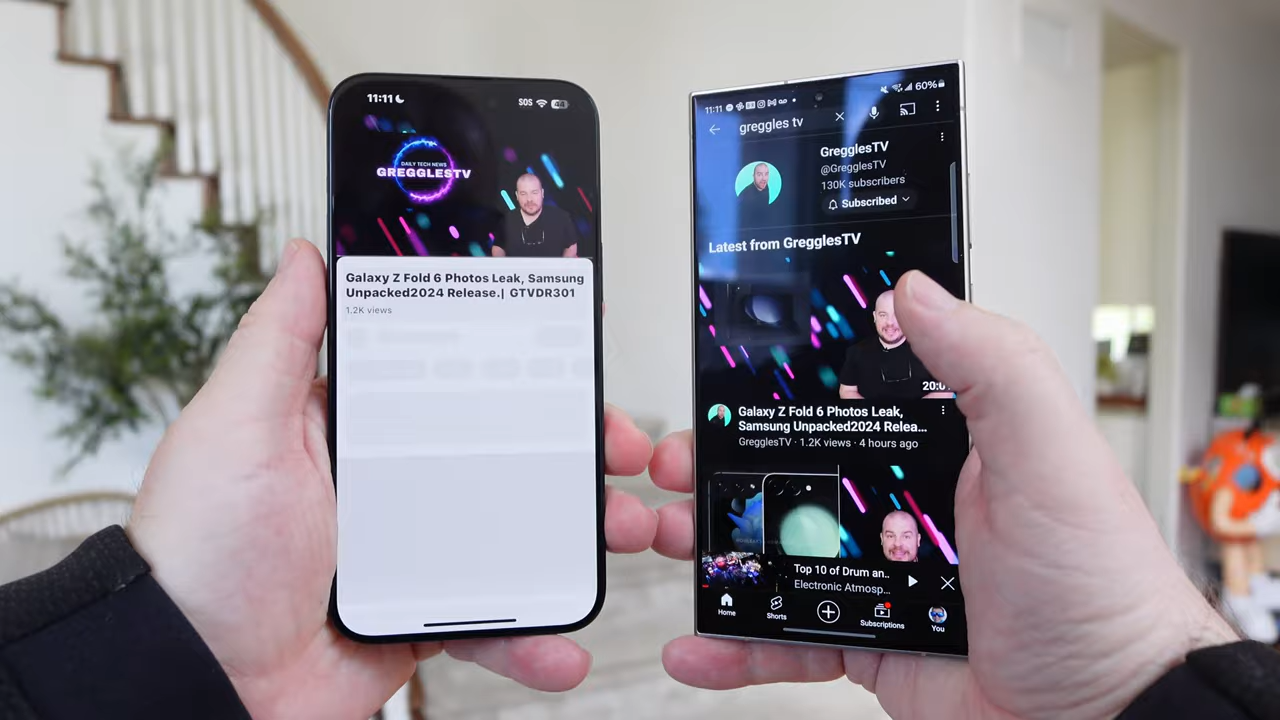 11:11
SOS
44
DAILY TECH NEWS
GREGGLESTV
Galaxy Z Fold 6 Photos Leak, Samsung
Unpacked2024 Release.| GTVDR301
1.2K views
11:11
60%
greggles tv
GregglesTV
@GregglesTV
130K subscribers
Subscribed
Latest from GregglesTV
20:0
Galaxy Z Fold 6 Photos Leak,
Samsung Unpacked2024 Relea...
GregglesTV · 1.2K views · 4 hours ago
Top 10 of Drum an..
Electronic Atmosp...
Home
Shorts
Subscriptions
You